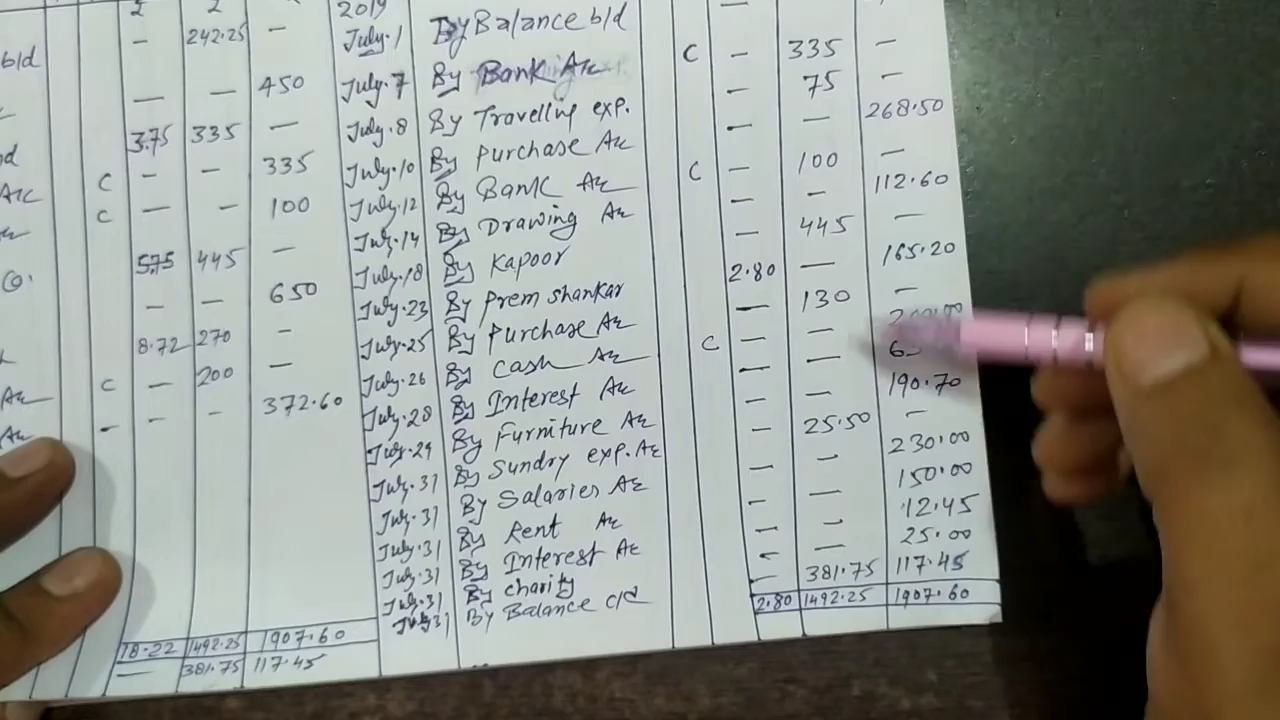 2 2 2019
b/d — 242.25 — July.1 By Balance b/d —
— — 450 July.7 By Bank A/c C — 335 —
3.75 335 — July.8 By Travelling exp. — 75 —
C — — 335 July.10 By Purchase A/c — — 268.50
C — — 100 July.12 By Bank A/c C — 100 —
July.14 By Drawing A/c — — 112.60
5.75 445 — July.18 By Kapoor — 445 —
— — 650 July.23 By Prem Shankar 2.80 — 165.20
8.72 270 — July.25 By Purchase A/c — 130 —
C — 200 — July.26 By Cash A/c C — —
- - 372.60 July.28 By Interest A/c — —
July.29 By Furniture A/c — — 190.70
July.31 By Sundry exp. A/c — 25.50 —
July.31 By Salaries A/c — — 230.00
July.31 By Rent A/c — — 150.00
July.31 By Interest A/c — — 12.45
July.31 By Charity — — 25.00
July.31 By Balance c/d — 381.75 117.45
18.22 1492.25 1907.60 2.80 1492.25 1907.60
— 381.75 117.45